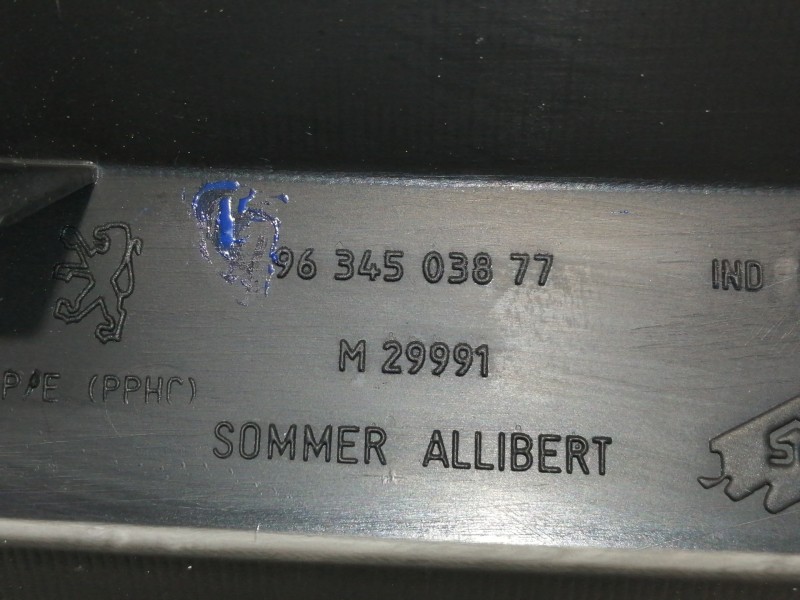 96 345 038 77 IND
M 29991
P/E (PPHC)
SOMMER ALLIBERT